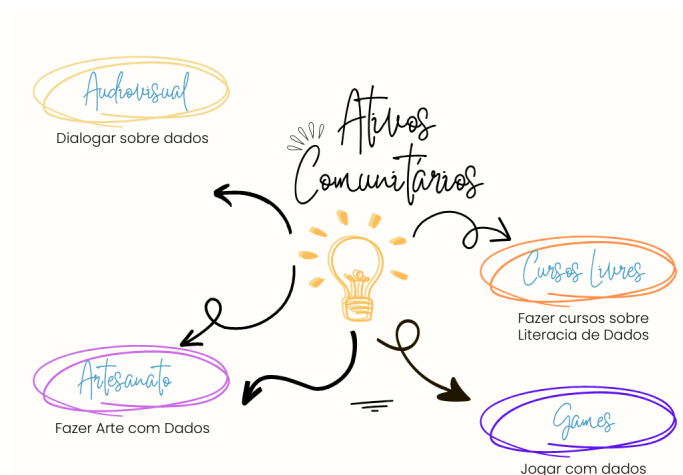 Audiovisual
Dialogar sobre dados
Ativos
Comunitários
Cursos Livres
Fazer cursos sobre
Literacia de Dados
Artesanato
Fazer Arte com Dados
Games
Jogar com dados